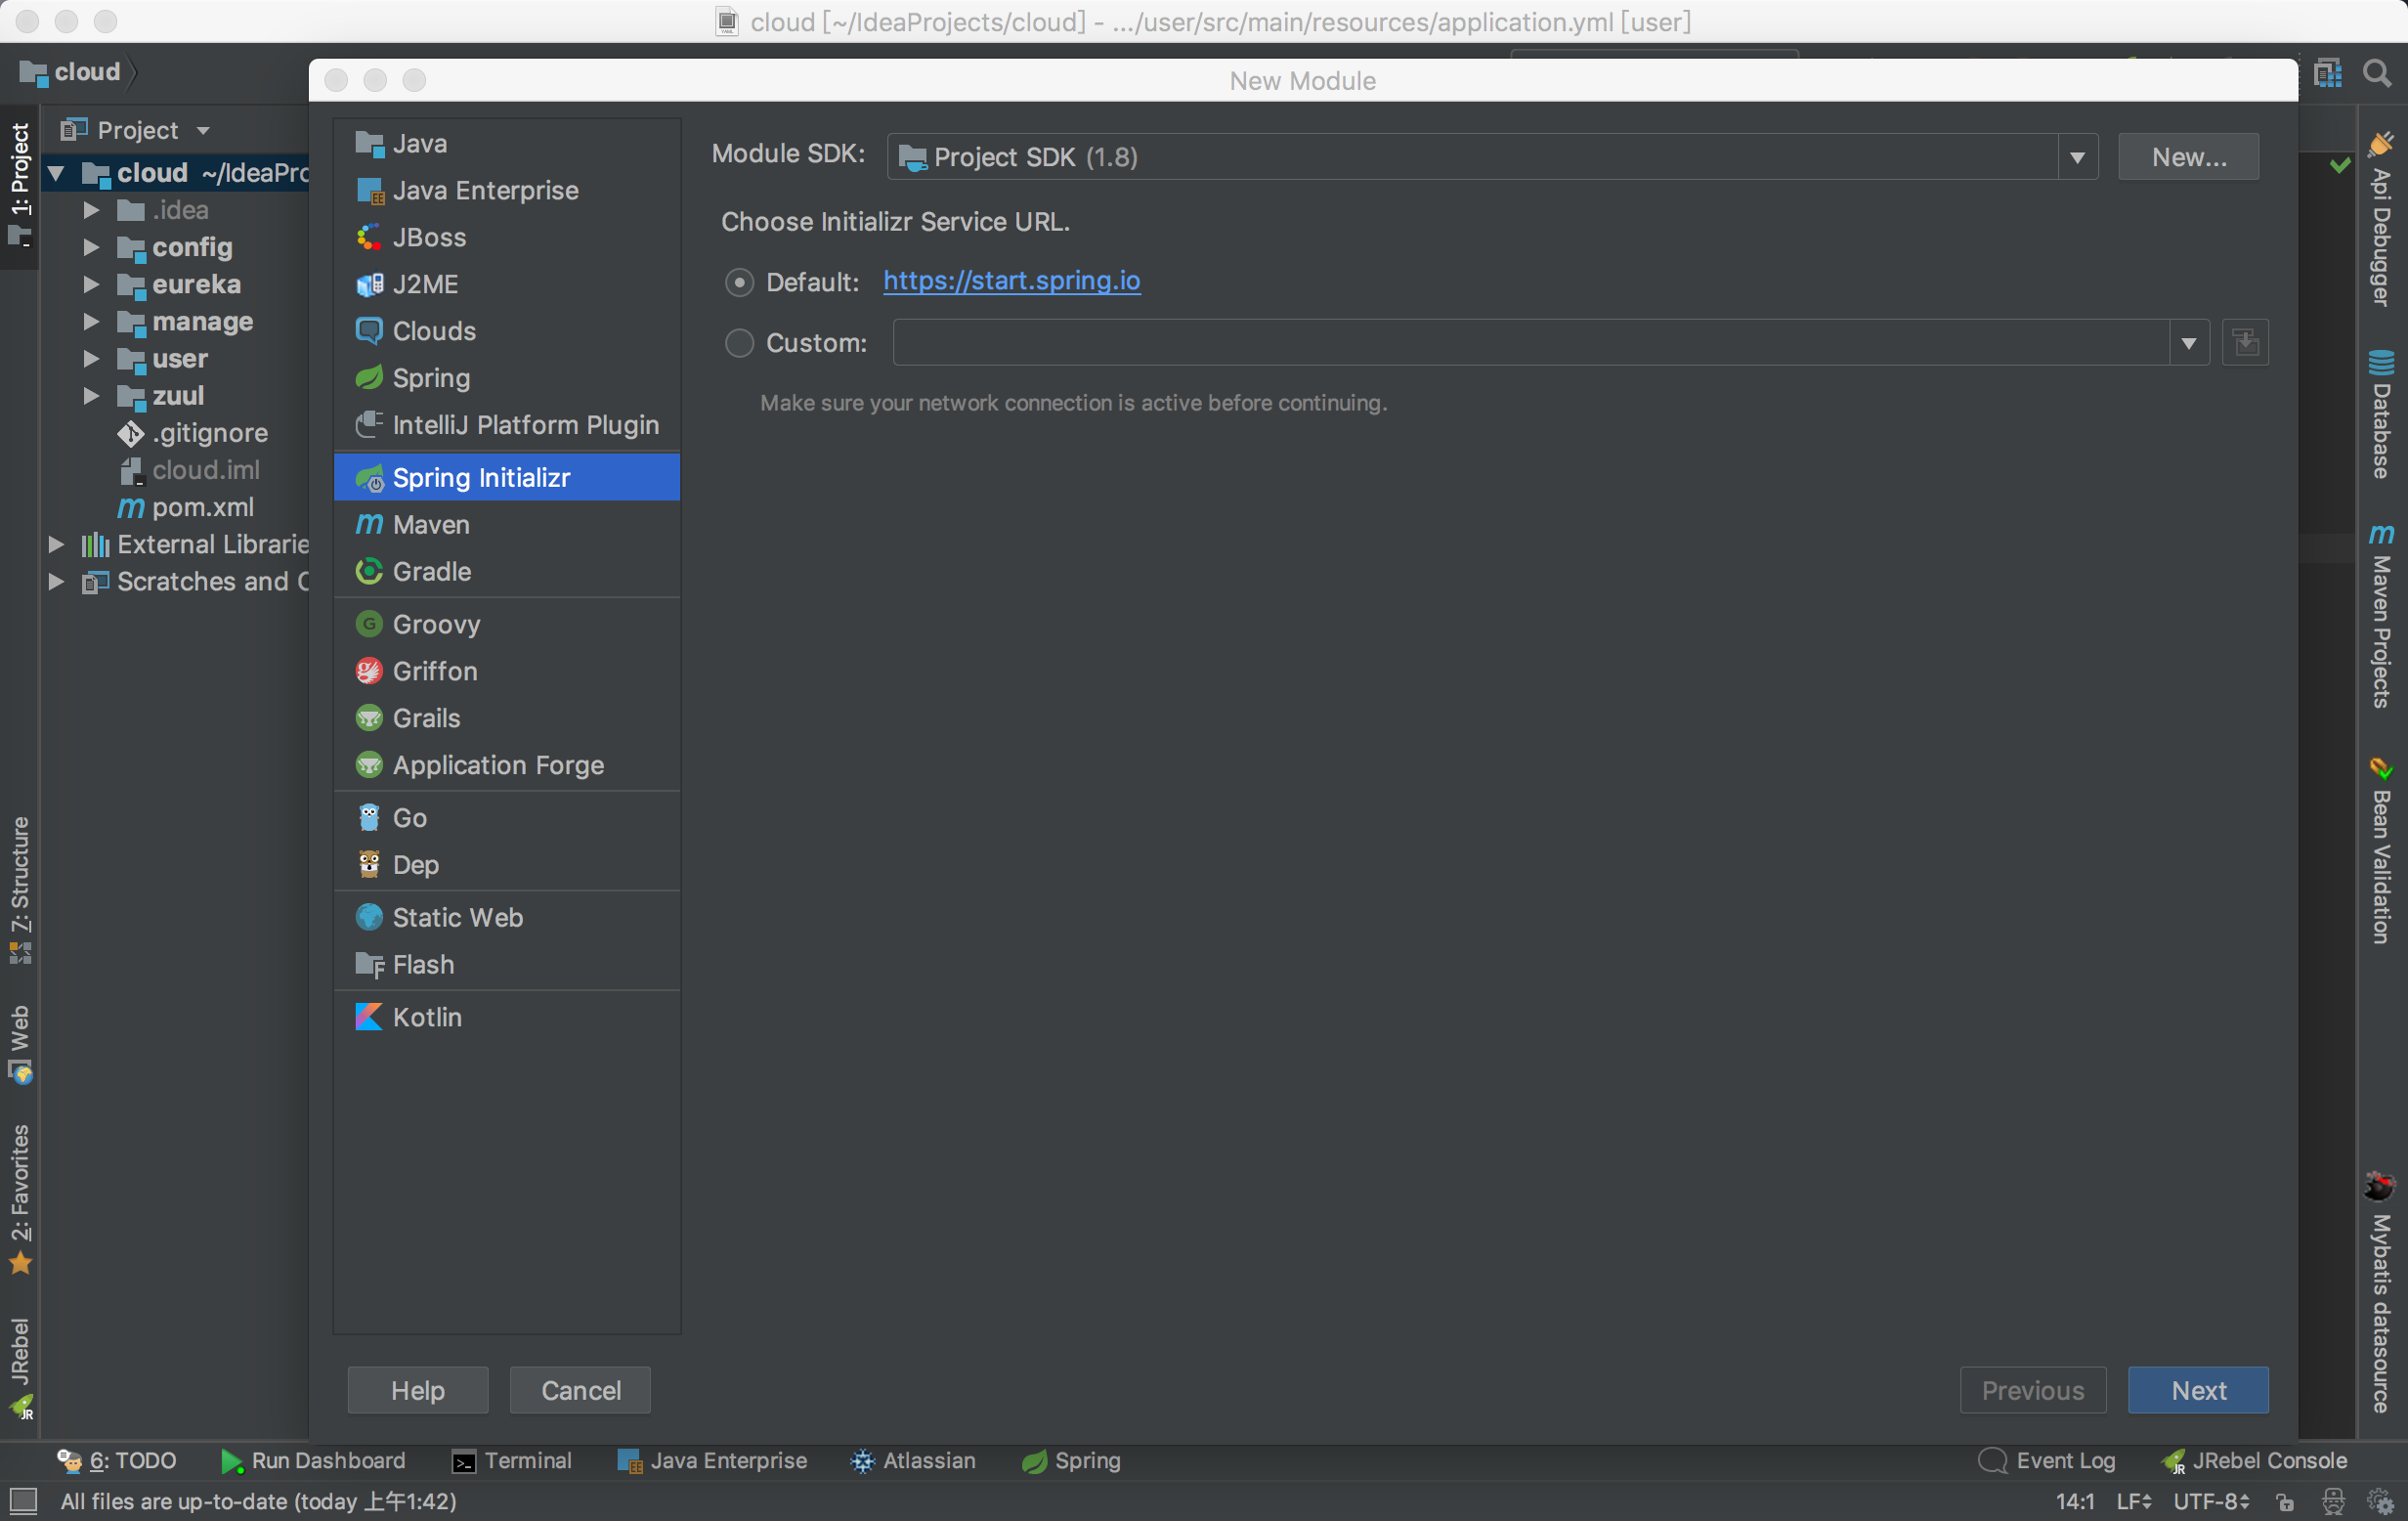 cloud [~/IdeaProjects/cloud] - .../user/src/main/resources/application.yml [user]
cloud
New Module
1: Project
Project
cloud ~/IdeaPro
.idea
config
eureka
manage
user
zuul
.gitignore
cloud.iml
m pom.xml
External Librarie
Scratches and C
Z: Structure
Web
2: Favorites
JRebel
JR
Java
Java Enterprise
JBoss
J2ME
Clouds
Spring
IntelliJ Platform Plugin
Spring Initializr
m Maven
Gradle
G Groovy
Griffon
Grails
Application Forge
Go
Dep
Static Web
Flash
Kotlin
Module SDK: Project SDK (1.8) New...
Choose Initializr Service URL.
Default: https://start.spring.io
Custom:
Make sure your network connection is active before continuing.
Help
Cancel
Previous
Next
Api Debugger
Database
m Maven Projects
Bean Validation
Mybatis datasource
6: TODO
Run Dashboard
Terminal
Java Enterprise
Atlassian
Spring
Event Log
JRebel Console
All files are up-to-date (today 上午1:42)
14:1 LF UTF-8